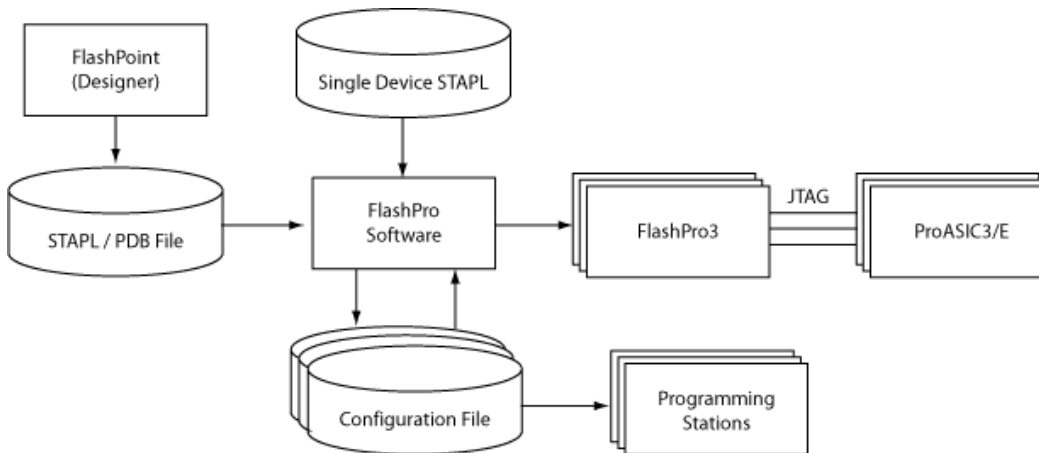 FlashPoint
(Designer)
Single Device STAPL
STAPL / PDB File
FlashPro
Software
FlashPro3
JTAG
ProASIC3/E
Configuration File
Programming
Stations